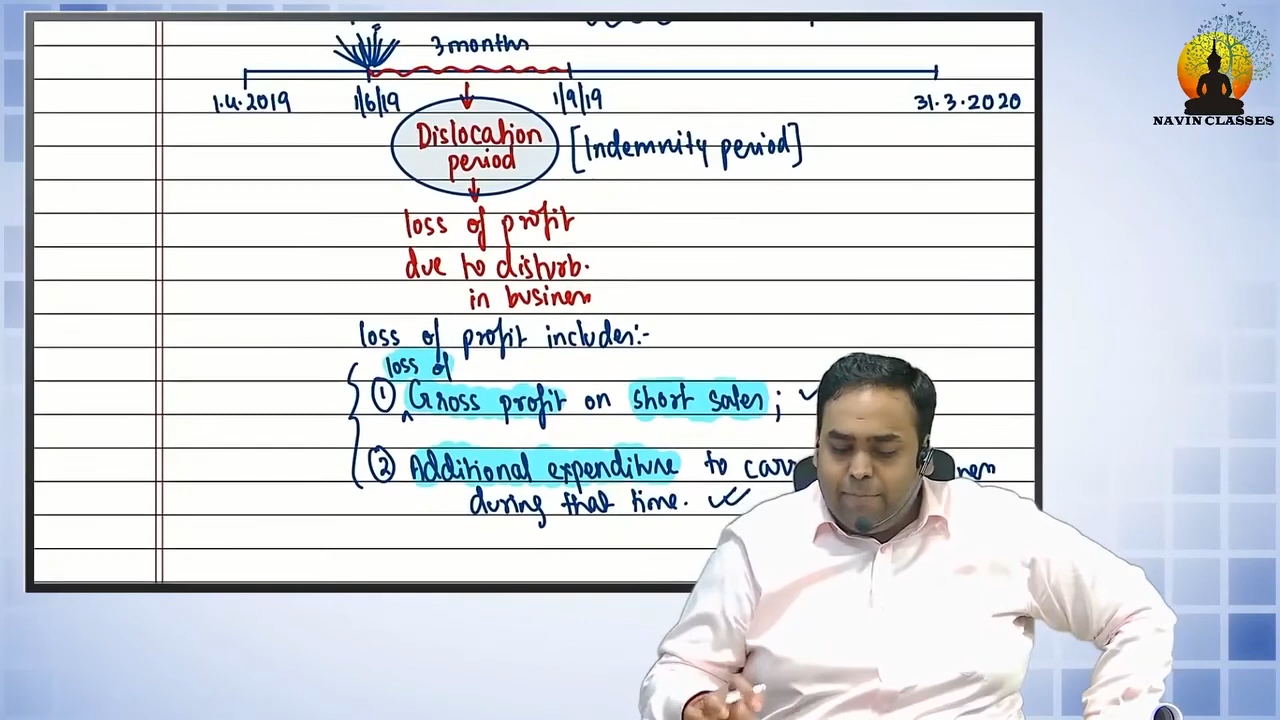 3 months
1.4.2019 1/6/19 1/9/19 31.3.2020
Dislocation
period
[Indemnity period]
loss of profit
due to disturb.
in business
loss of profit includes:-
loss of
① Gross profit on short sales;
② Additional expenditure to
during that time.
NAVIN CLASSES